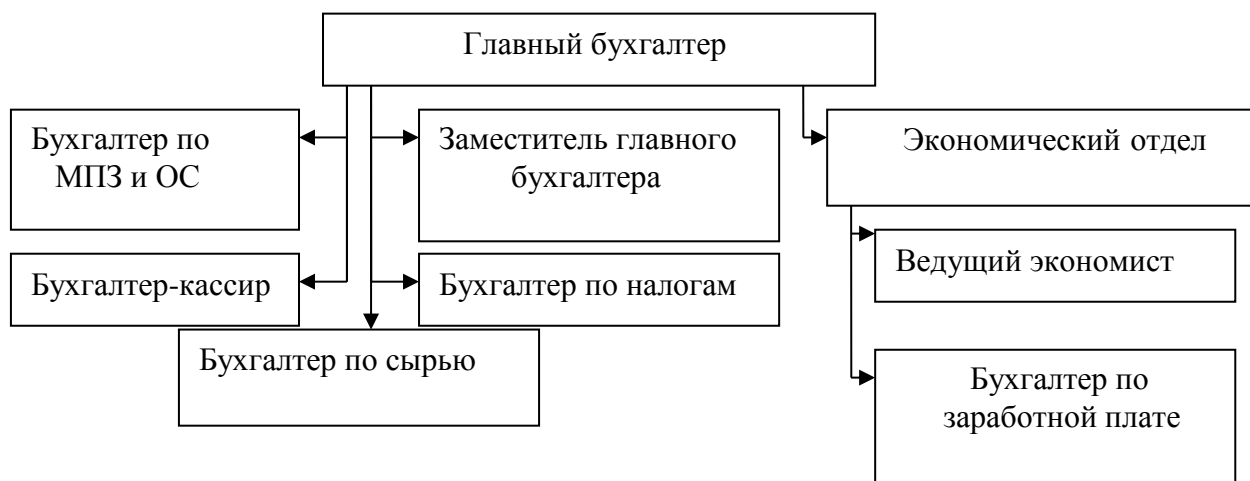 Главный бухгалтер
Бухгалтер по
МПЗ и ОС
Заместитель главного
бухгалтера
Экономический отдел
Ведущий экономист
Бухгалтер-кассир
Бухгалтер по налогам
Бухгалтер по сырью
Бухгалтер по
заработной плате